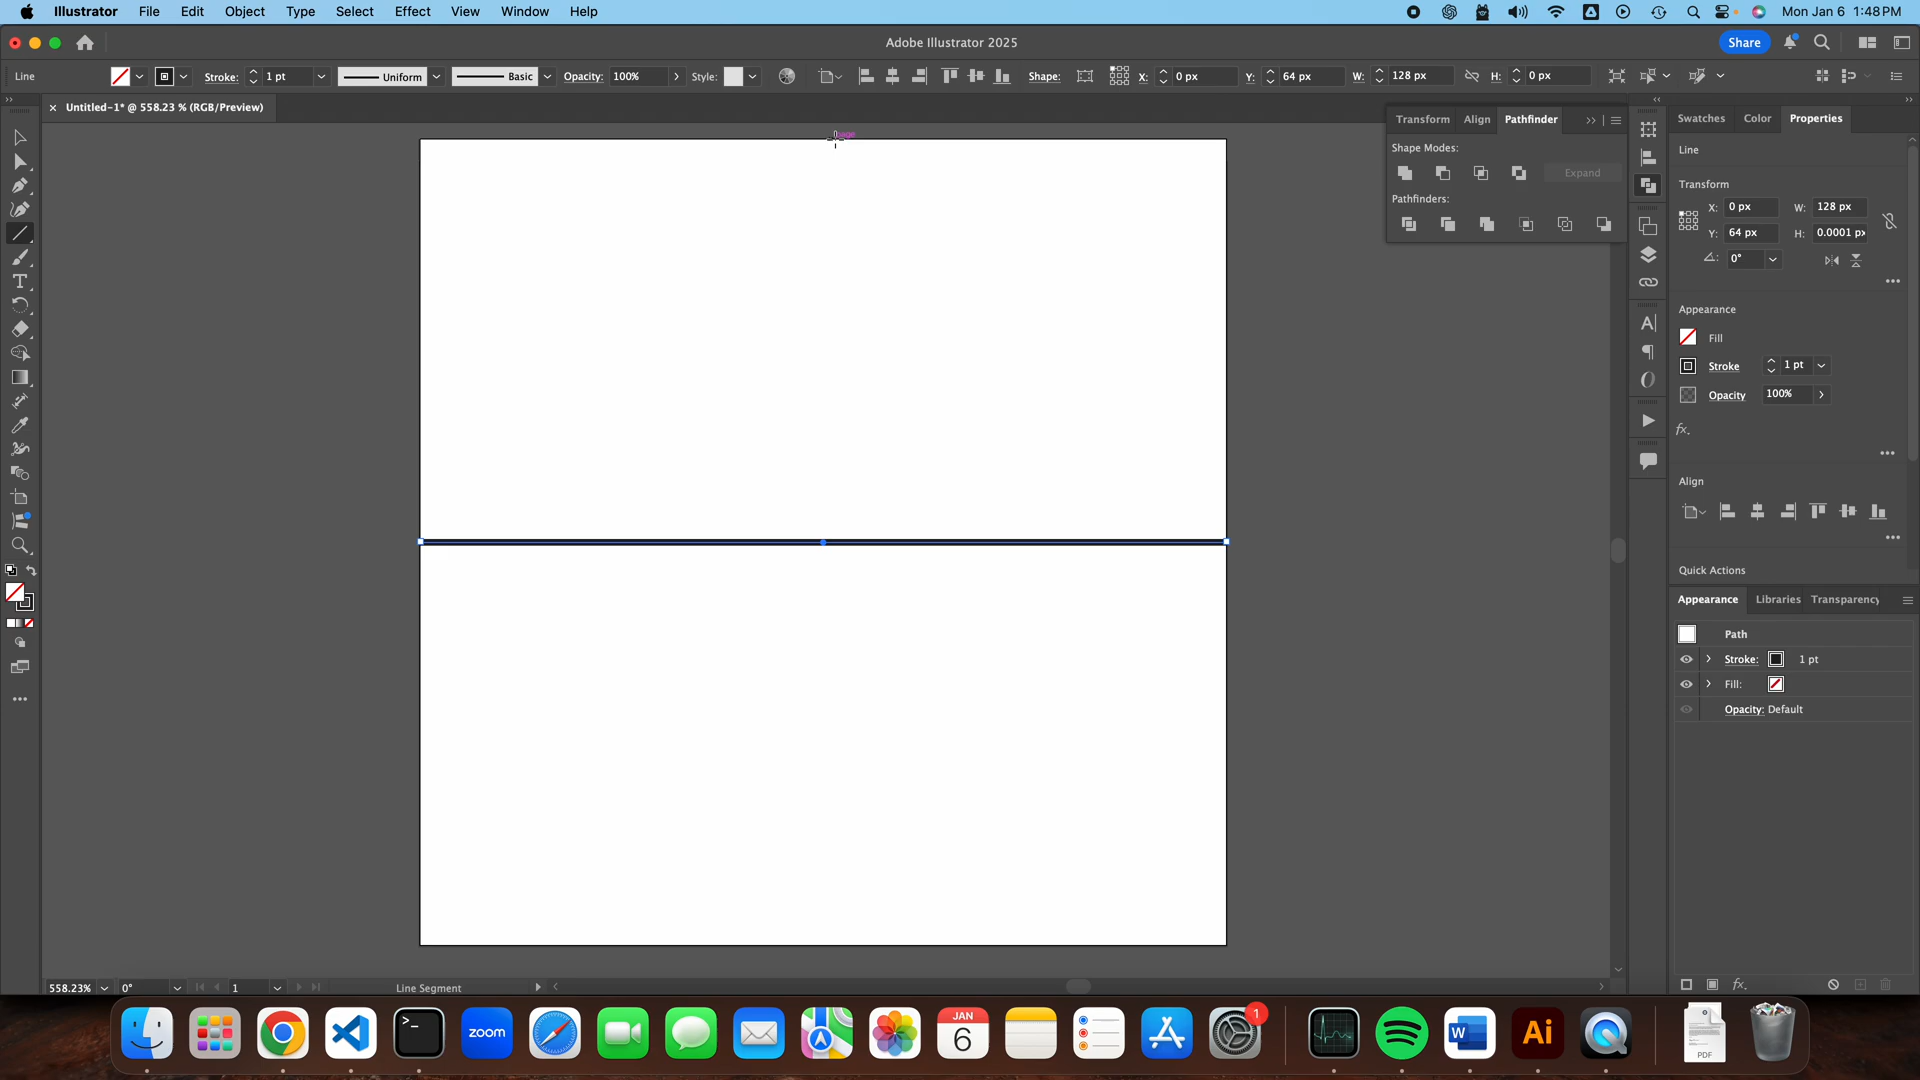 Illustrator File Edit Object Type Select Effect View Window Help Mon Jan 6 1:48 PM
Adobe Illustrator 2025 Share
Line Stroke: 1 pt Uniform Basic Opacity: 100% Style: Shape: X: 0 px Y: 64 px W: 128 px H: 0 px
× Untitled-1* @ 558.23 % (RGB/Preview)
Transform Align Pathfinder
Shape Modes:
Expand
Pathfinders:
Swatches Color Properties
Line
Transform
X: 0 px W: 128 px
Y: 64 px H: 0.0001 px
0°
Appearance
Fill
Stroke 1 pt
Opacity 100%
fx.
Align
Quick Actions
Appearance Libraries Transparency
Path
Stroke: 1 pt
Fill:
Opacity: Default
fx.
558.23% 0° 1 Line Segment
zoom
JAN
6
1
W
Ai
PDF